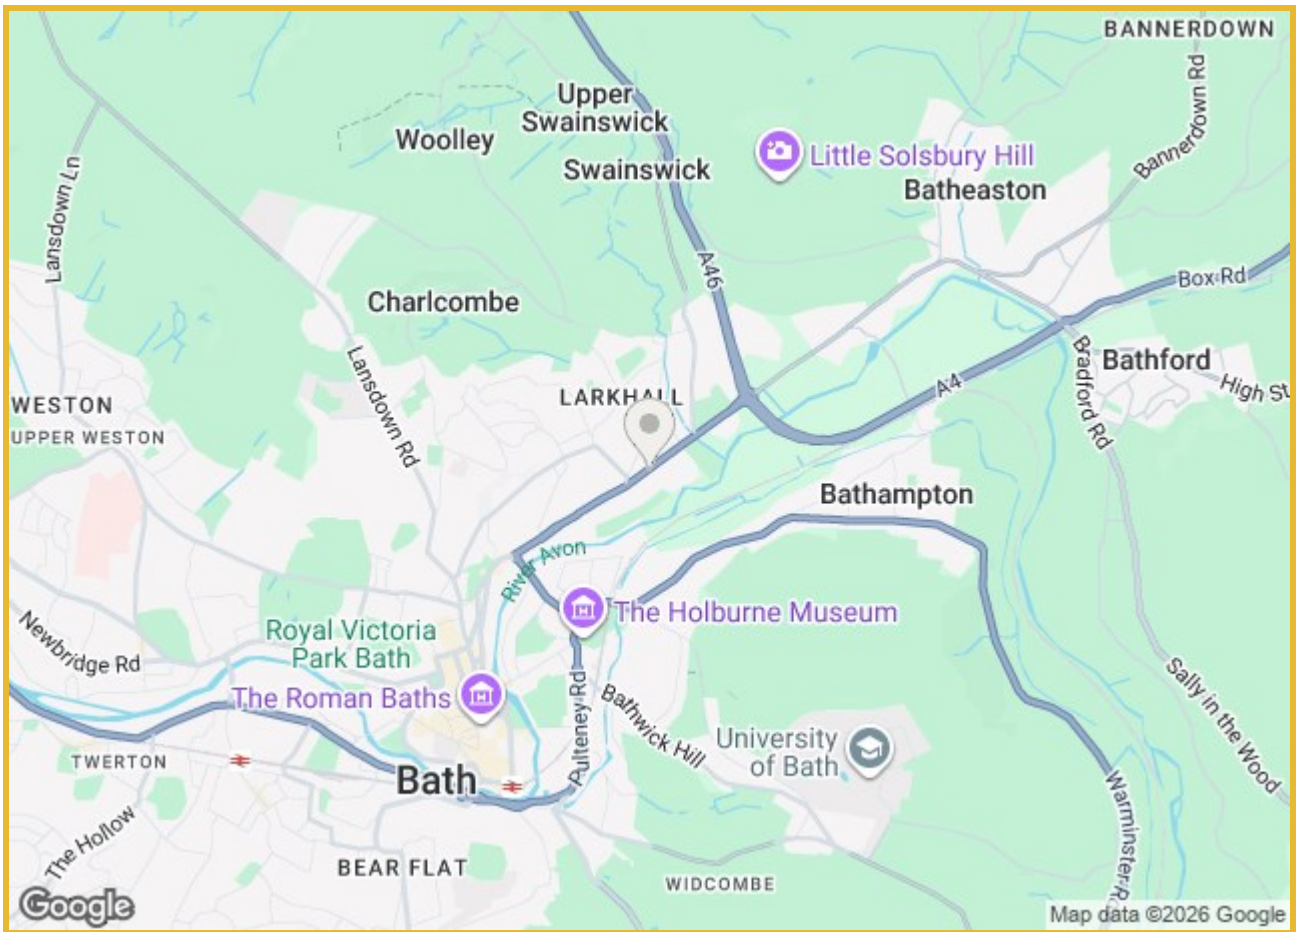 BANNERDOWN
Bannerdown Rd
Upper
Swainswick
Woolley
Swainswick
Little Solsbury Hill
Batheaston
Lansdown Ln
A46
Box Rd
Charlcombe
Lansdown Rd
LARKHALL
A4
Bradford Rd
Bathford
High St
WESTON
UPPER WESTON
Bathampton
River Avon
The Holburne Museum
Royal Victoria
Park Bath
Newbridge Rd
The Roman Baths
Pulteney Rd
Bathwick Hill
University
of Bath
Sally in the Wood
TWERTON
Bath
Warminster Ro
The Hollow
BEAR FLAT
WIDCOMBE
Google
Map data ©2026 Google